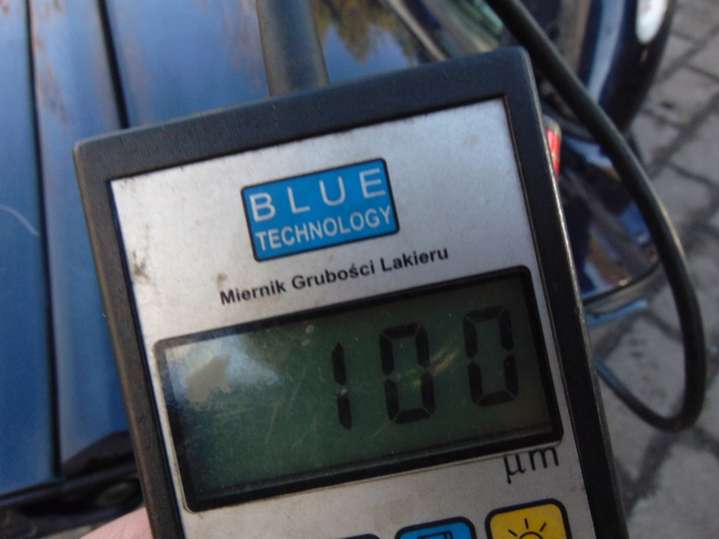 BLUE
TECHNOLOGY
Miernik Grubości Lakieru
100
µm